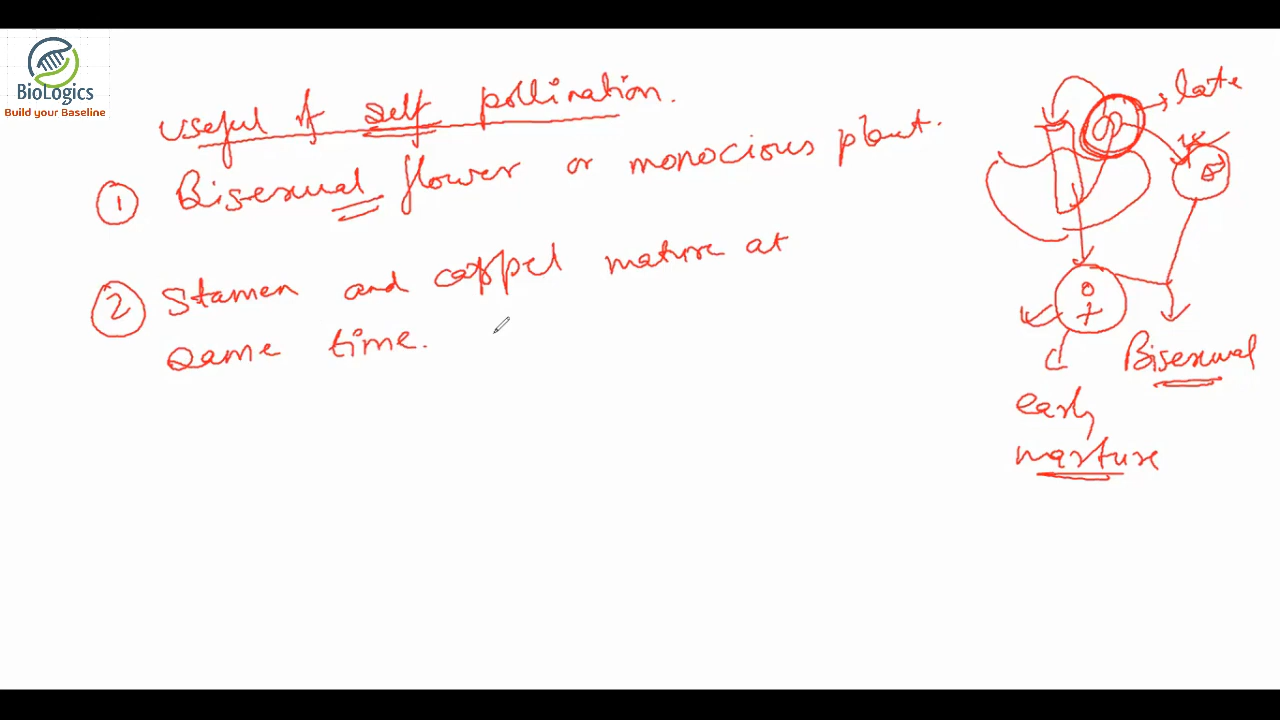 BioLogics
Build your Baseline
useful of self pollination.
① Bisexual flower or monocious plant.
② Stamen and carpel mature at
same time.
late
Bisexual
early
marture